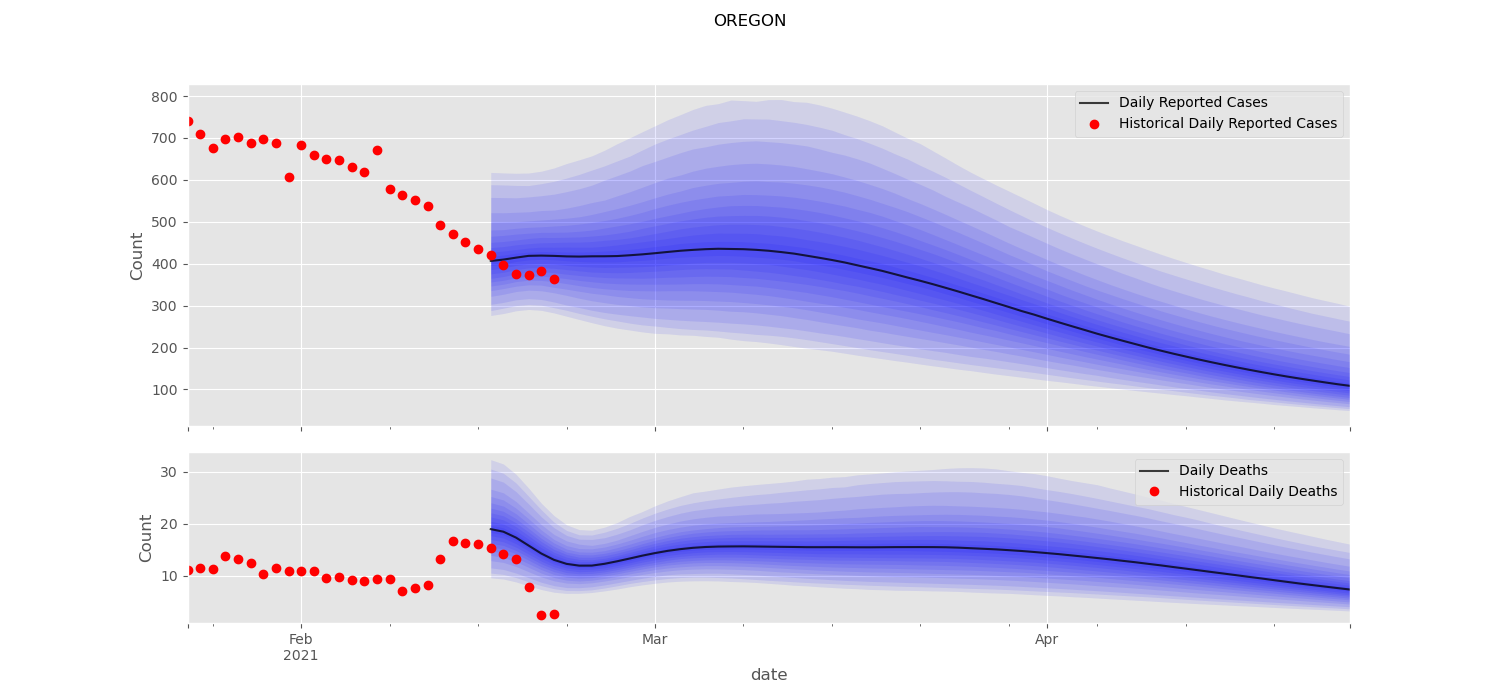 OREGON
800
700
600
500
400
300
200
100
Count
Daily Reported Cases
Historical Daily Reported Cases
30
20
10
Count
Daily Deaths
Historical Daily Deaths
Feb
2021
Mar
Apr
date